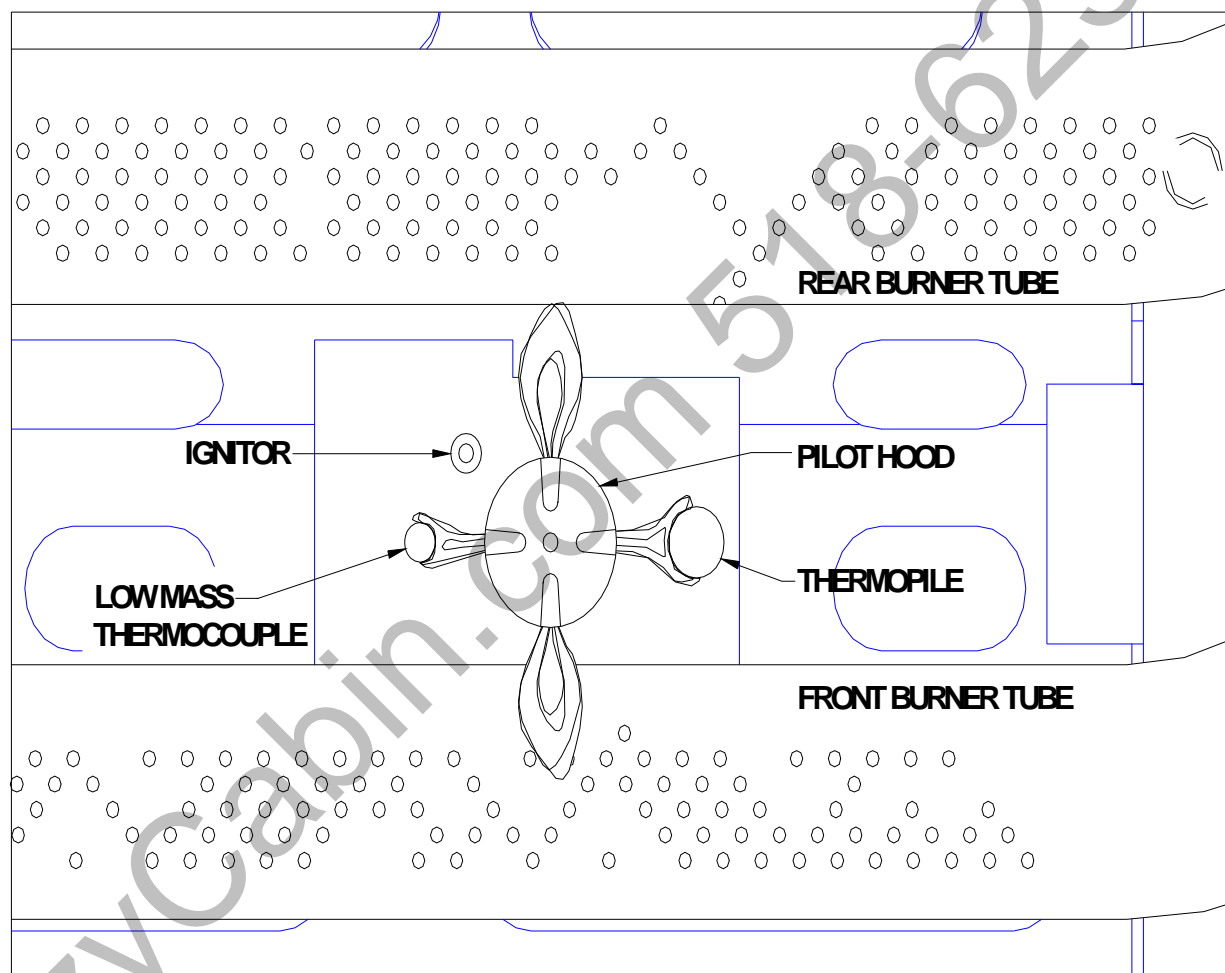 REAR BURNER TUBE
IGNITOR
PILOT HOOD
LOW MASS
THERMOCOUPLE
THERMOPILE
FRONT BURNER TUBE